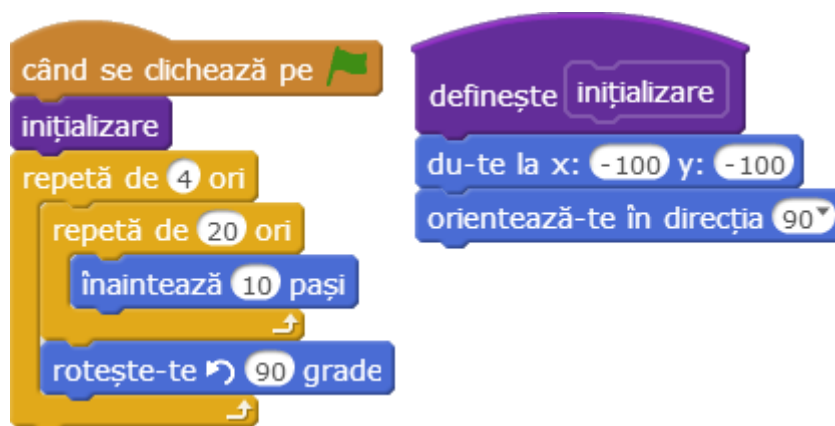 când se clichează pe
inițializare
repetă de 4 ori
repetă de 20 ori
înaintează 10 pași
rotește-te 90 grade
definește inițializare
du-te la x: -100 y: -100
orientează-te în direcția 90